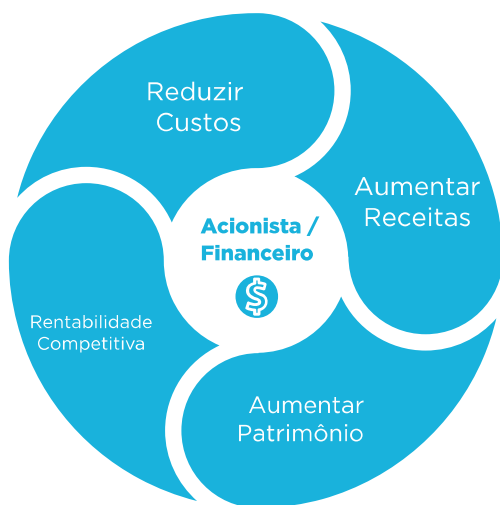 Reduzir
Custos
Aumentar
Receitas
Acionista /
Financeiro
$
Rentabilidade
Competitiva
Aumentar
Patrimônio